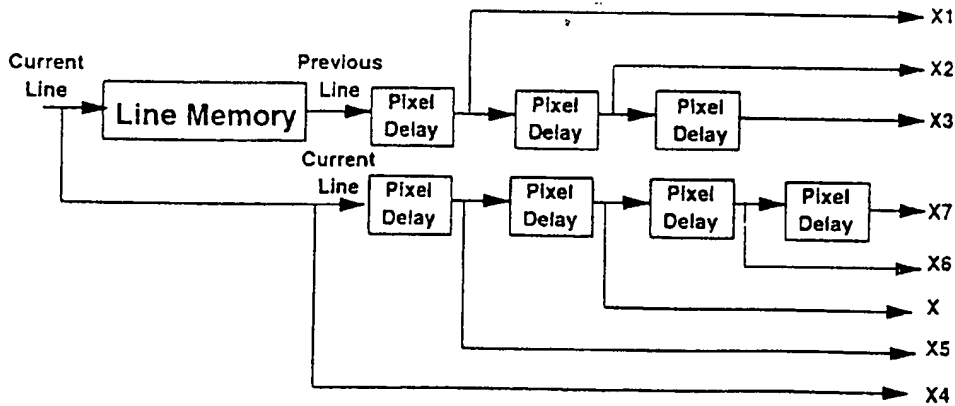 X1
Current
Line
Line Memory
Previous
Line
Pixel
Delay
X2
Pixel
Delay
Pixel
Delay
X3
Current
Line
Pixel
Delay
Pixel
Delay
Pixel
Delay
Pixel
Delay
X7
X6
X
X5
X4